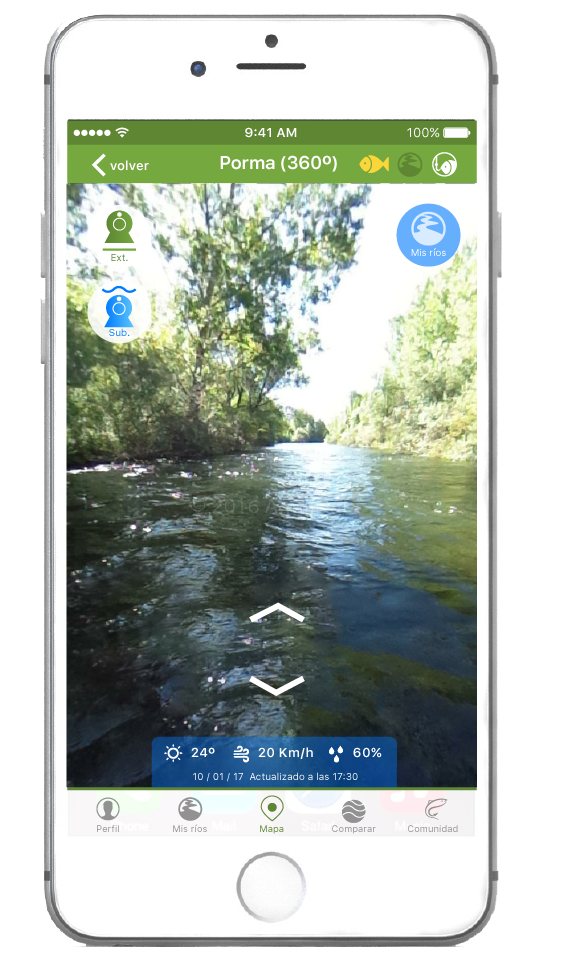 9:41 AM 100%
volver Porma (360º)
Ext.
Mis ríos
Sub.
2016
24º 20 Km/h 60%
10 / 01 / 17 Actualizado a las 17:30
Perfil Mis ríos Mapa Comparar Comunidad